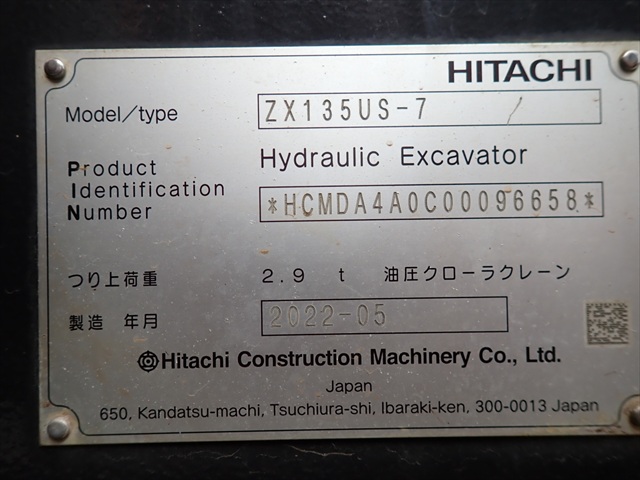 HITACHI
Model/type ZX135US-7 /
Product Hydraulic Excavator
Identification
Number *HCMDA4A0C00096658*
つり上荷重 2.9 t 油圧クローラクレーン
製造 年月 2022-05
Hitachi Construction Machinery Co., Ltd.
Japan
650, Kandatsu-machi, Tsuchiura-shi, Ibaraki-ken, 300-0013 Japan